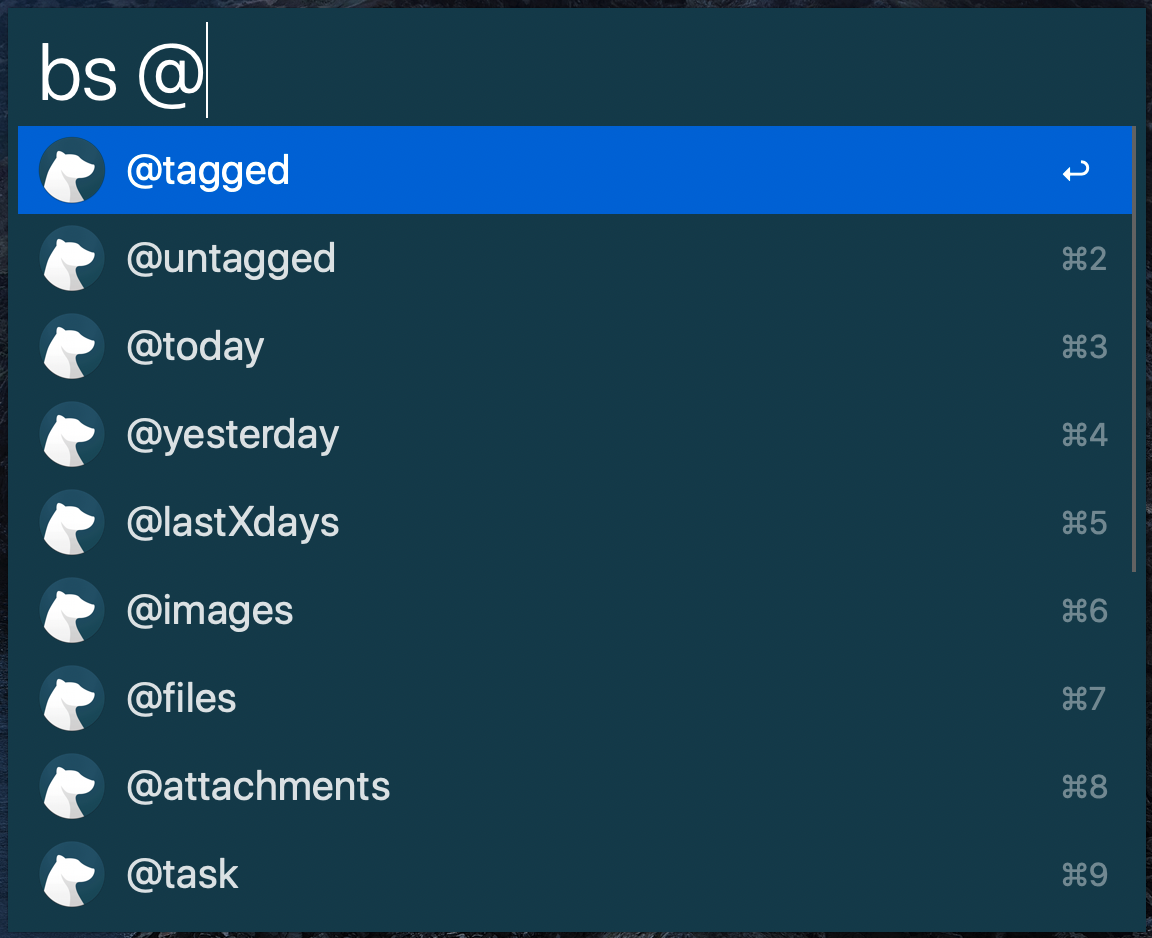 bs @
@tagged ↩
@untagged ⌘2
@today ⌘3
@yesterday ⌘4
@lastXdays ⌘5
@images ⌘6
@files ⌘7
@attachments ⌘8
@task ⌘9